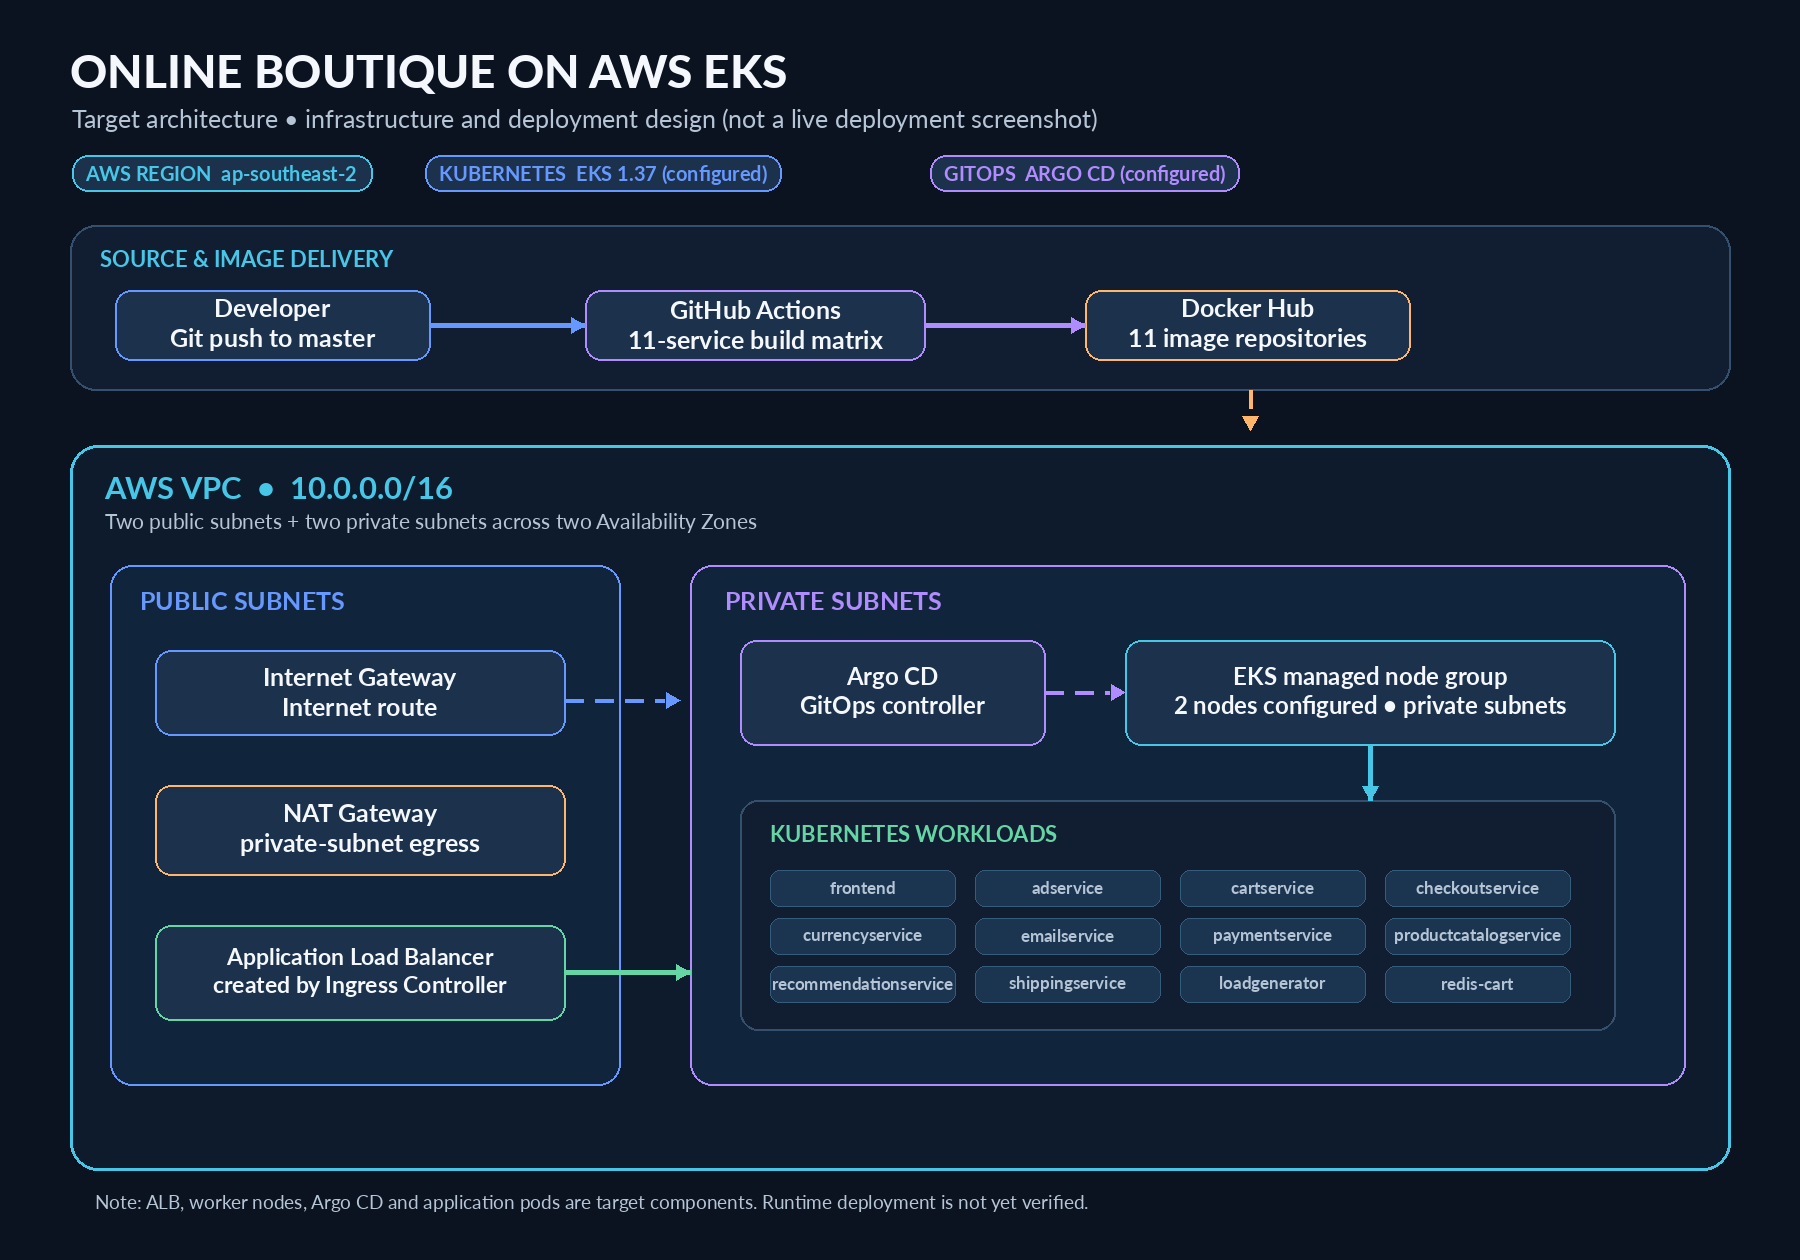 ONLINE BOUTIQUE ON AWS EKS
Target architecture • infrastructure and deployment design (not a live deployment screenshot)
AWS REGION ap-southeast-2
KUBERNETES EKS 1.37 (configured)
GITOPS ARGO CD (configured)
SOURCE & IMAGE DELIVERY
Developer
Git push to master
GitHub Actions
11-service build matrix
Docker Hub
11 image repositories
AWS VPC • 10.0.0.0/16
Two public subnets + two private subnets across two Availability Zones
PUBLIC SUBNETS
Internet Gateway
Internet route
NAT Gateway
private-subnet egress
Application Load Balancer
created by Ingress Controller
PRIVATE SUBNETS
Argo CD
GitOps controller
EKS managed node group
2 nodes configured • private subnets
KUBERNETES WORKLOADS
frontend
adservice
cartservice
checkoutservice
currencyservice
emailservice
paymentservice
productcatalogservice
recommendationservice
shippingservice
loadgenerator
redis-cart
Note: ALB, worker nodes, Argo CD and application pods are target components. Runtime deployment is not yet verified.